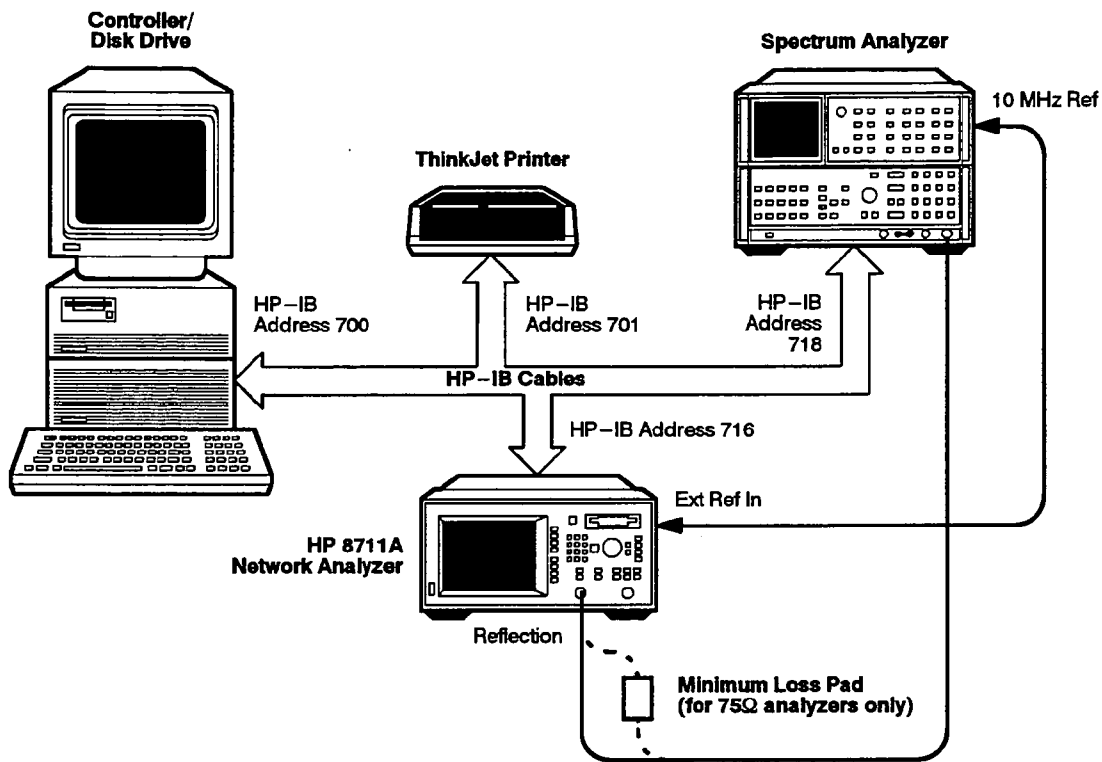 Controller/
Disk Drive
Spectrum Analyzer
10 MHz Ref
ThinkJet Printer
HP-IB
Address 700
HP-IB
Address 701
HP-IB
Address
718
HP-IB Cables
HP-IB Address 716
Ext Ref In
HP 8711A
Network Analyzer
Reflection
Minimum Loss Pad
(for 75Ω analyzers only)